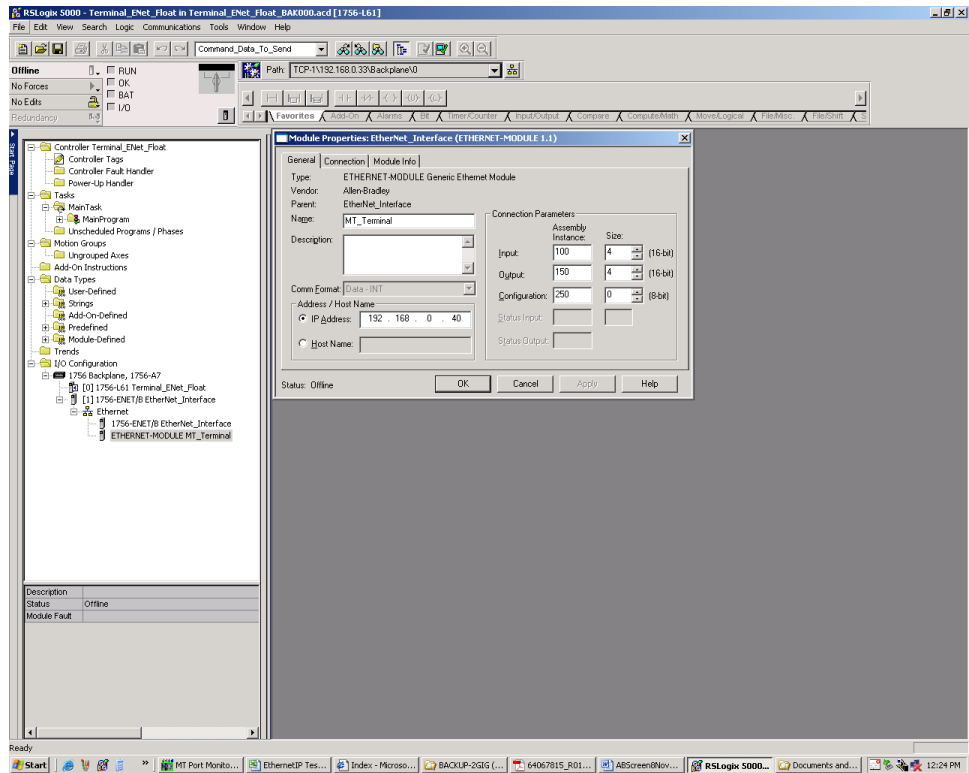 RSLogix 5000 - Terminal_ENet_Float in Terminal_ENet_Float_BAK000.acd [1756-L61]
File Edit View Search Logic Communications Tools Window Help
Command_Data_To_Send
Offline RUN Path: TCP-1\192.168.0.33\Backplane\0
No Forces OK
No Edits BAT
Redundancy I/O
Favorites Add-On Alarms Bit Timer/Counter Input/Output Compare Compute/Math Move/Logical File/Misc. File/Shift S
Start Page
Controller Terminal_ENet_Float
Controller Tags
Controller Fault Handler
Power-Up Handler
Tasks
MainTask
MainProgram
Unscheduled Programs / Phases
Motion Groups
Ungrouped Axes
Add-On Instructions
Data Types
User-Defined
Strings
Add-On-Defined
Predefined
Module-Defined
Trends
I/O Configuration
1756 Backplane, 1756-A7
[0] 1756-L61 Terminal_ENet_Float
[1] 1756-ENET/B EtherNet_Interface
Ethernet
1756-ENET/B EtherNet_Interface
ETHERNET-MODULE MT_Terminal
Description
Status Offline
Module Fault
Module Properties: EtherNet_Interface (ETHERNET-MODULE 1.1)
General Connection Module Info
Type: ETHERNET-MODULE Generic Ethernet Module
Vendor: Allen-Bradley
Parent: EtherNet_Interface
Name: MT_Terminal
Description:
Comm Format: Data - INT
Address / Host Name
IP Address: 192 . 168 . 0 . 40
Host Name:
Connection Parameters
Assembly
Instance: Size:
Input: 100 4 (16-bit)
Output: 150 4 (16-bit)
Configuration: 250 0 (8-bit)
Status Input:
Status Output:
Status: Offline OK Cancel Apply Help
Ready
Start » MT Port Monito... EthernetIP Tes... Index - Microso... BACKUP-2GIG (... 64067815_R01... ABScreen8Nov... RSLogix 5000... Documents and... 12:24 PM